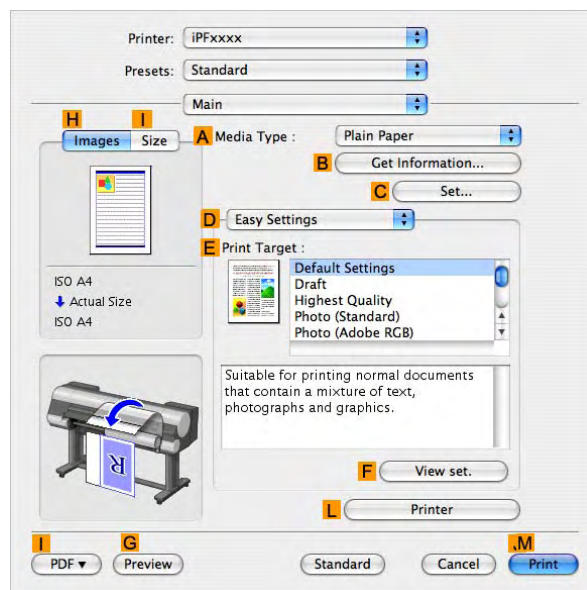 Printer: iPFxxxx
Presets: Standard
Main
H I
Images Size
A Media Type : Plain Paper
B Get Information...
C Set...
D Easy Settings
E Print Target :
Default Settings
Draft
Highest Quality
Photo (Standard)
Photo (Adobe RGB)
ISO A4
Actual Size
ISO A4
Suitable for printing normal documents
that contain a mixture of text,
photographs and graphics.
R
F View set.
L Printer
I G .M
PDF Preview Standard Cancel Print